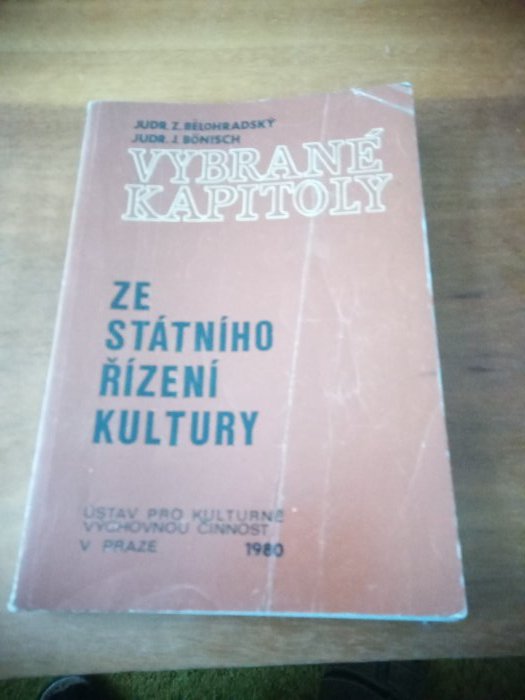 JUDR. Z. BĚLOHRADSKÝ
JUDR. J. BÖNISCH
VYBRANÉ
KAPITOLY
ZE
STÁTNÍHO
ŘÍZENÍ
KULTURY
ÚSTAV PRO KULTURNĚ
VÝCHOVNOU ČINNOST
V PRAZE 1980